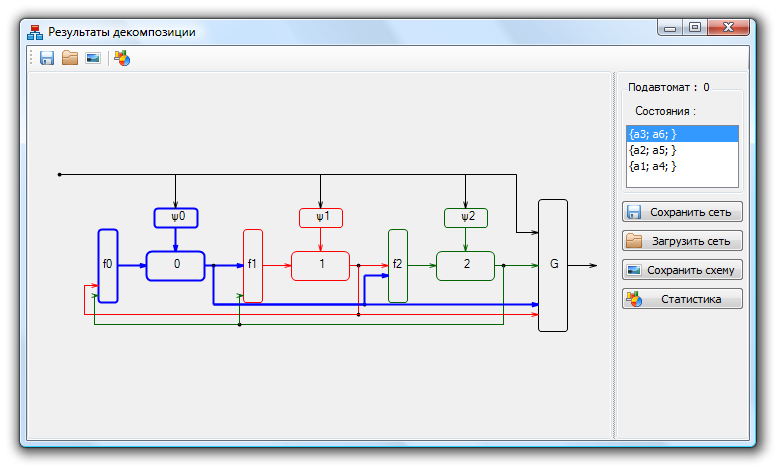 Результаты декомпозиции
Подавтомат : 0
Состояния :
{a3; a6; }
{a2; a5; }
{a1; a4; }
Сохранить сеть
Загрузить сеть
Сохранить схему
Статистика
ψ0 ψ1 ψ2
f0 0 f1 1 f2 2 G